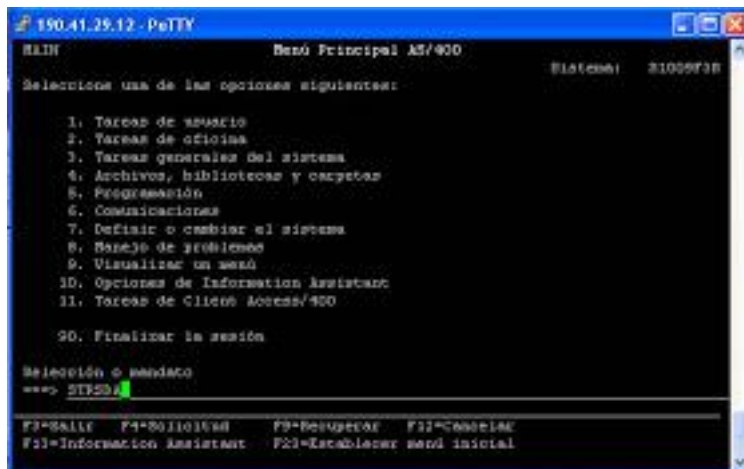 190.41.29.12 - PuTTY
MAIN Menú Principal AS/400
Sistema:
Seleccione una de las opciones siguientes:
1. Tareas de usuario
2. Tareas de oficina
3. Tareas generales del sistema
4. Archivos, bibliotecas y carpetas
5. Programación
6. Comunicaciones
7. Definir o cambiar el sistema
8. Manejo de problemas
9. Visualizar un menú
10. Opciones de Information Assistant
11. Tareas de Client Access/400
90. Finalizar la sesión
Selección o mandato
===> STRSDA
F3=Salir F4=Solicitud F9=Recuperar F12=Cancelar
F13=Information Assistant F23=Establecer menú inicial